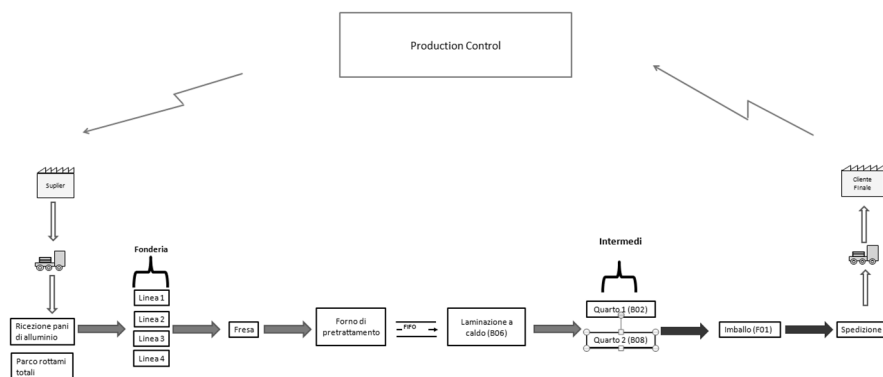 Production Control
Suplier
Cliente
Finale
Fonderia
Intermedi
Linea 1
Linea 2
Linea 3
Linea 4
Ricezione pani
di alluminio
Parco rottami
totali
Fresa
Forno di
pretrattamento
FIFO
Laminazione a
caldo (B06)
Quarto 1 (B02)
Quarto 2 (B08)
Imballo (F01)
Spedizione